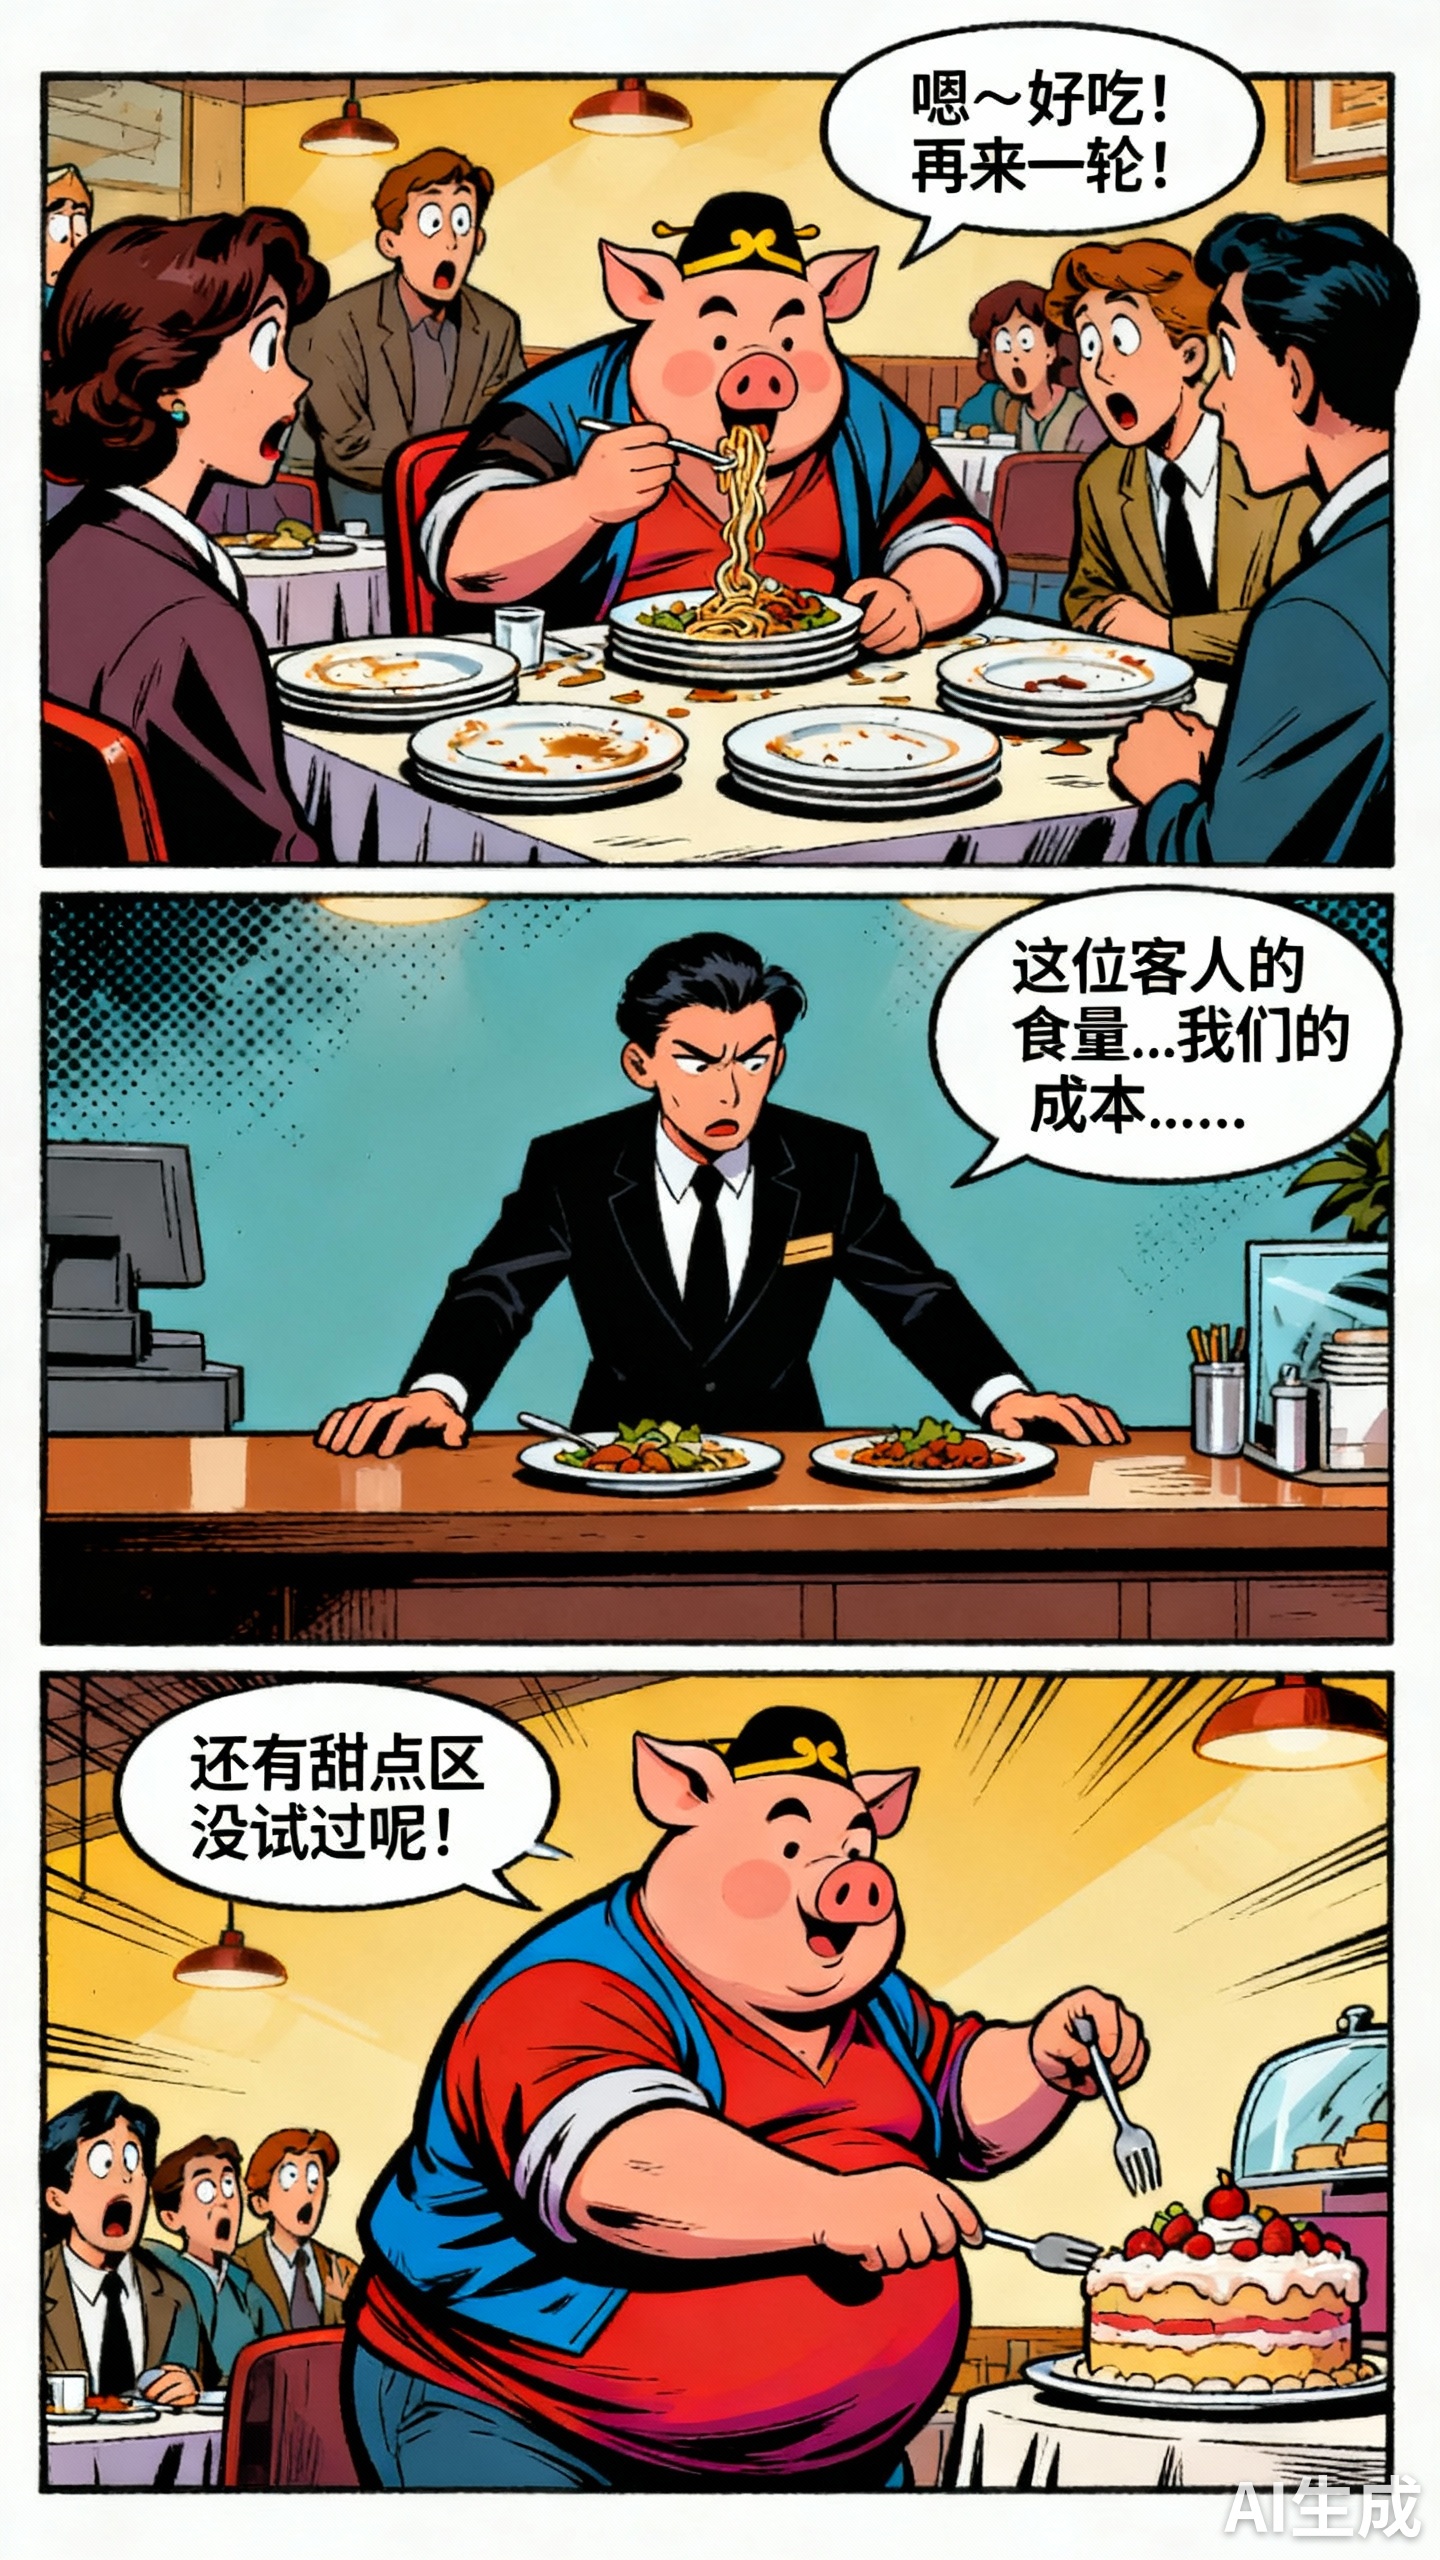 嗯～好吃！
再来一轮！
这位客人的
食量...我们的
成本......
还有甜点区
没试过呢！
AI生成